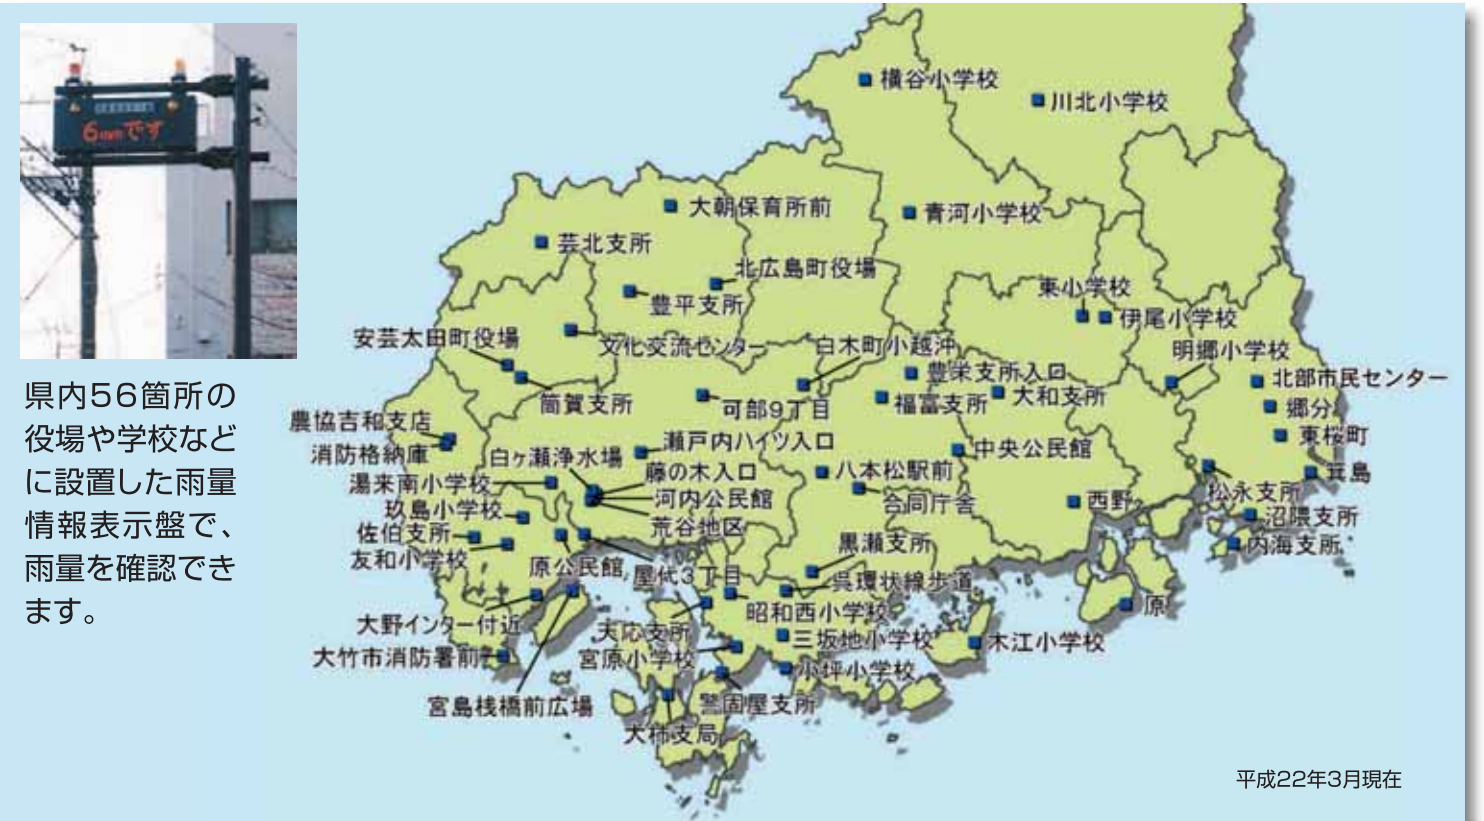 6mmです
県内56箇所の
役場や学校など
に設置した雨量
情報表示盤で、
雨量を確認でき
ます。
横谷小学校
川北小学校
大朝保育所前
青河小学校
芸北支所
北広島町役場
豊平支所
東小学校
伊尾小学校
安芸太田町役場
文化交流センター
白木町小越沖
明郷小学校
豊栄支所入口
北部市民センター
筒賀支所
可部9丁目
福富支所
大和支所
郷分
農協吉和支店
瀬戸内ハイツ入口
中央公民館
東桜町
消防格納庫
白ヶ瀬浄水場
藤の木入口
八本松駅前
箕島
湯来南小学校
河内公民館
合同庁舎
西野
松永支所
玖島小学校
荒谷地区
沼隈支所
佐伯支所
黒瀬支所
内海支所
友和小学校
原公民館
屋代3丁目
呉環状線歩道
原
大野インター付近
天応支所
昭和西小学校
三坂地小学校
木江小学校
大竹市消防署前
宮原小学校
小坪小学校
宮島桟橋前広場
警固屋支所
大柿支局
平成22年3月現在